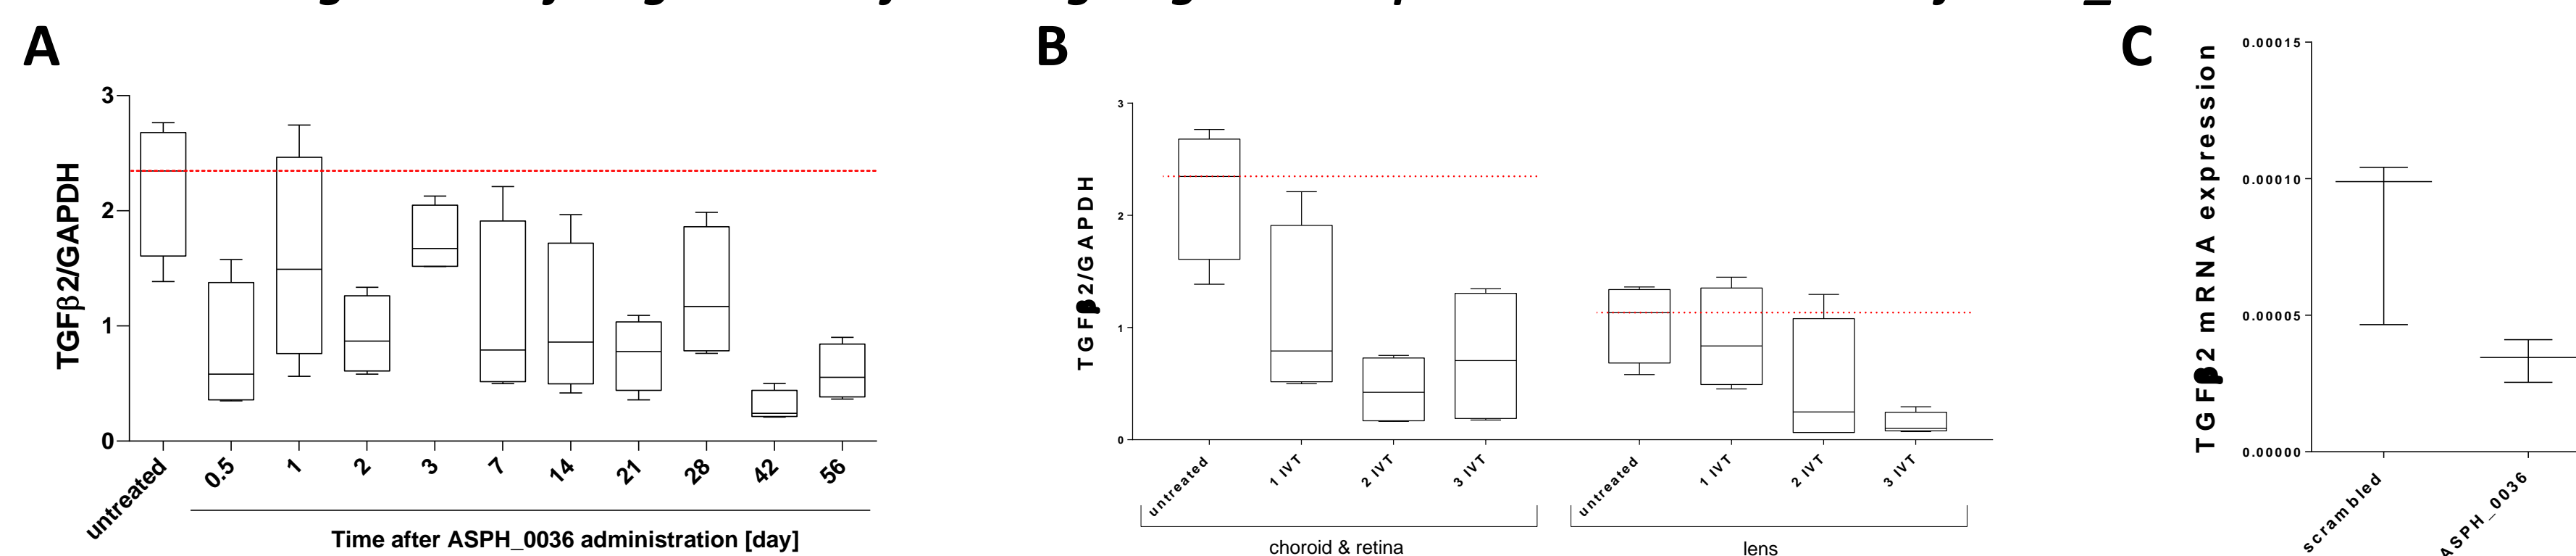 A
TGFβ2/GAPDH
3
2
1
0
untreated
0.5
1
2
3
7
14
21
28
42
56
Time after ASPH_0036 administration [day]
B
TGFβ2/GAPDH
3
2
1
0
untreated
1 IVT
2 IVT
3 IVT
untreated
1 IVT
2 IVT
3 IVT
choroid & retina
lens
C
TGFβ2 mRNA expression
0.00015
0.00010
0.00005
0.00000
scrambled
ASPH_0036